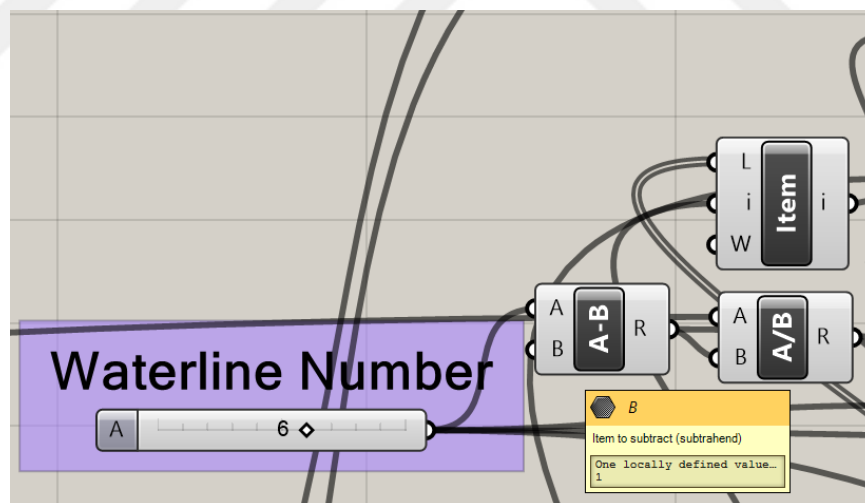 L
i
W
Item
i
A
B
A-B
R
A
B
A/B
R
Waterline Number
A
6
B
Item to subtract (subtrahend)
One locally defined value…
1